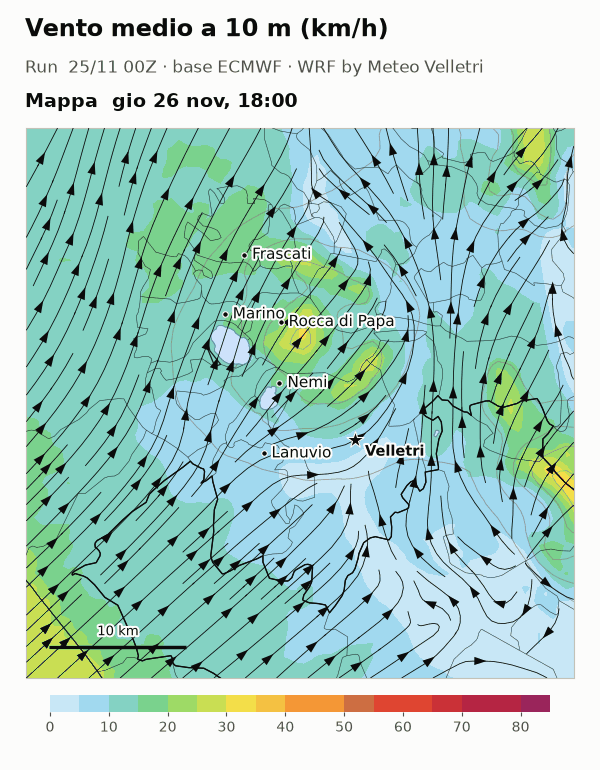 Vento medio a 10 m (km/h)
Run  25/11 00Z · base ECMWF · WRF by Meteo Velletri
Mappa  gio 26 nov, 18:00
Frascati
Marino
Rocca di Papa
Nemi
Velletri
Lanuvio
10 km
0 10 20 30 40 50 60 70 80